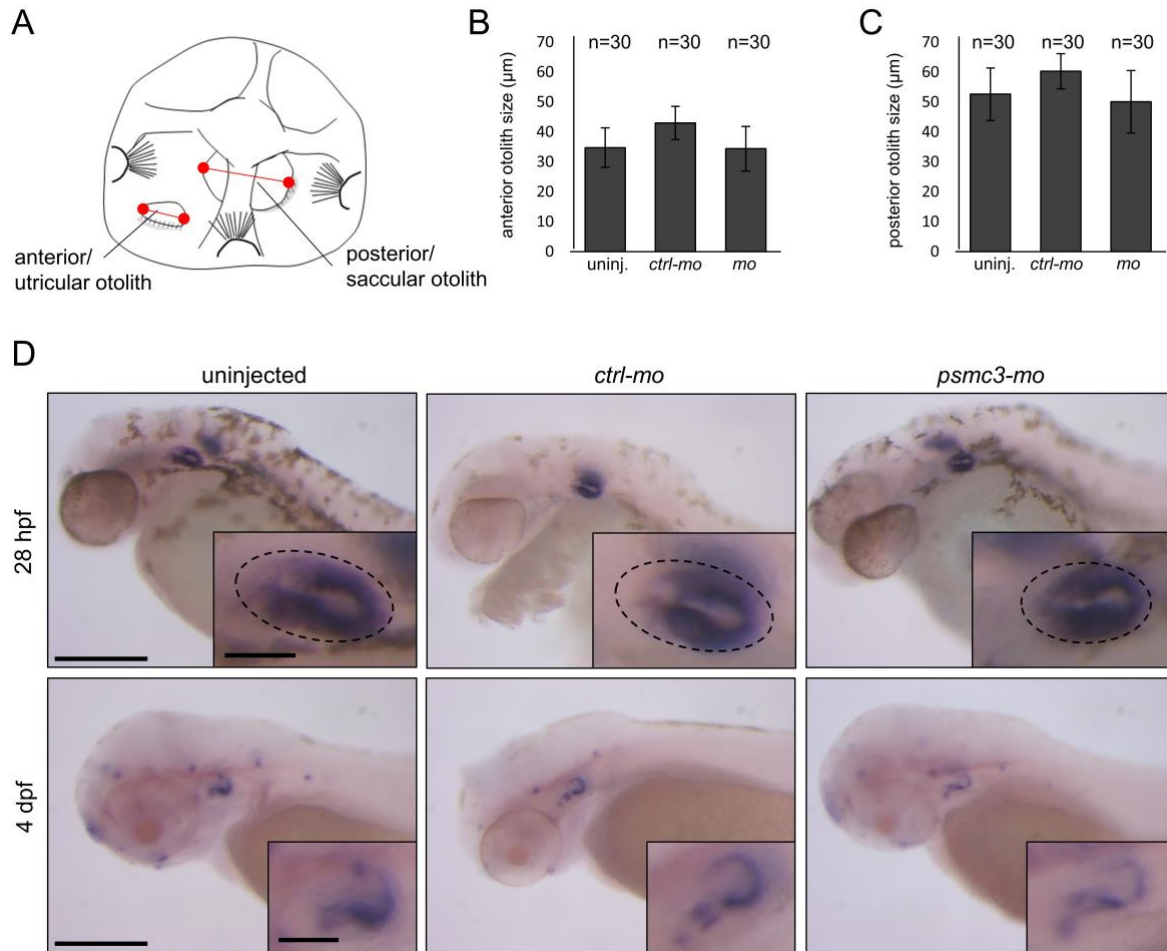 A
anterior/
utricular otolith
posterior/
saccular otolith
B
anterior otolith size (µm)
70
60
50
40
30
20
10
0
n=30 n=30 n=30
uninj. ctrl-mo mo
C
posterior otolith size (µm)
70
60
50
40
30
20
10
0
n=30 n=30 n=30
uninj. ctrl-mo mo
D
uninjected ctrl-mo psmc3-mo
28 hpf
4 dpf